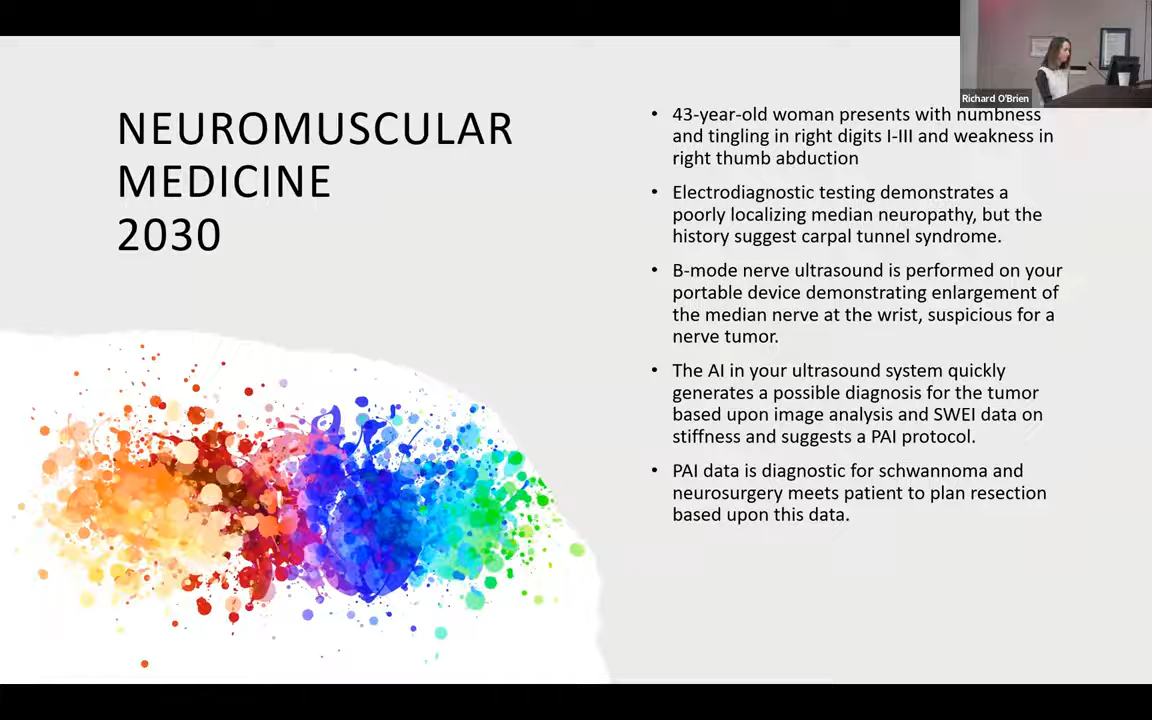 NEUROMUSCULAR
MEDICINE
2030
Richard O'Brien
• 43-year-old woman presents with numbness
and tingling in right digits I-III and weakness in
right thumb abduction
• Electrodiagnostic testing demonstrates a
poorly localizing median neuropathy, but the
history suggest carpal tunnel syndrome.
• B-mode nerve ultrasound is performed on your
portable device demonstrating enlargement of
the median nerve at the wrist, suspicious for a
nerve tumor.
• The AI in your ultrasound system quickly
generates a possible diagnosis for the tumor
based upon image analysis and SWEI data on
stiffness and suggests a PAI protocol.
• PAI data is diagnostic for schwannoma and
neurosurgery meets patient to plan resection
based upon this data.